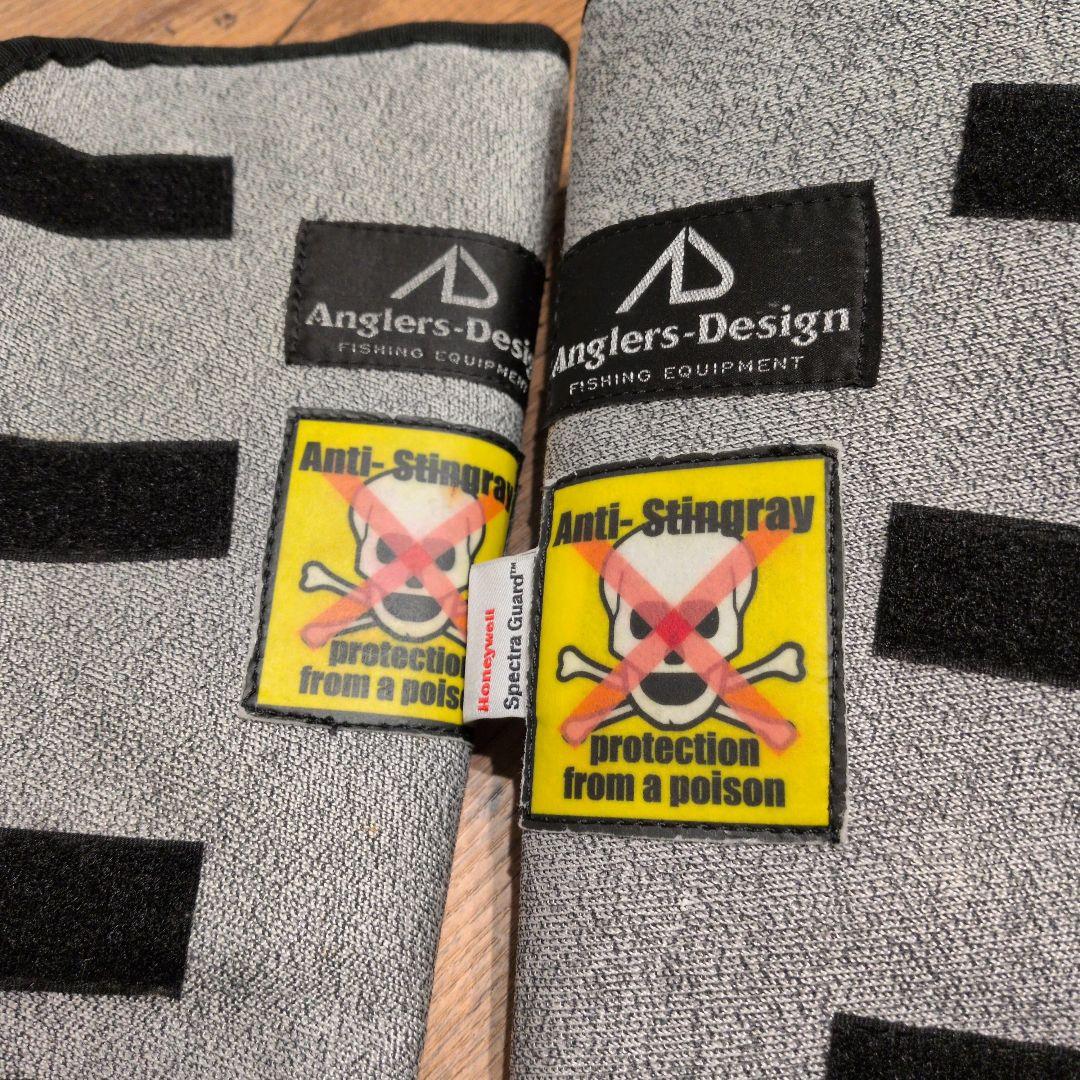 Anglers-Design
FISHING EQUIPMENT
Anti- Stingray
protection
from a poison
Honeywell
Spectra Guard™
Anglers-Design
FISHING EQUIPMENT
Anti- Stingray
protection
from a poison